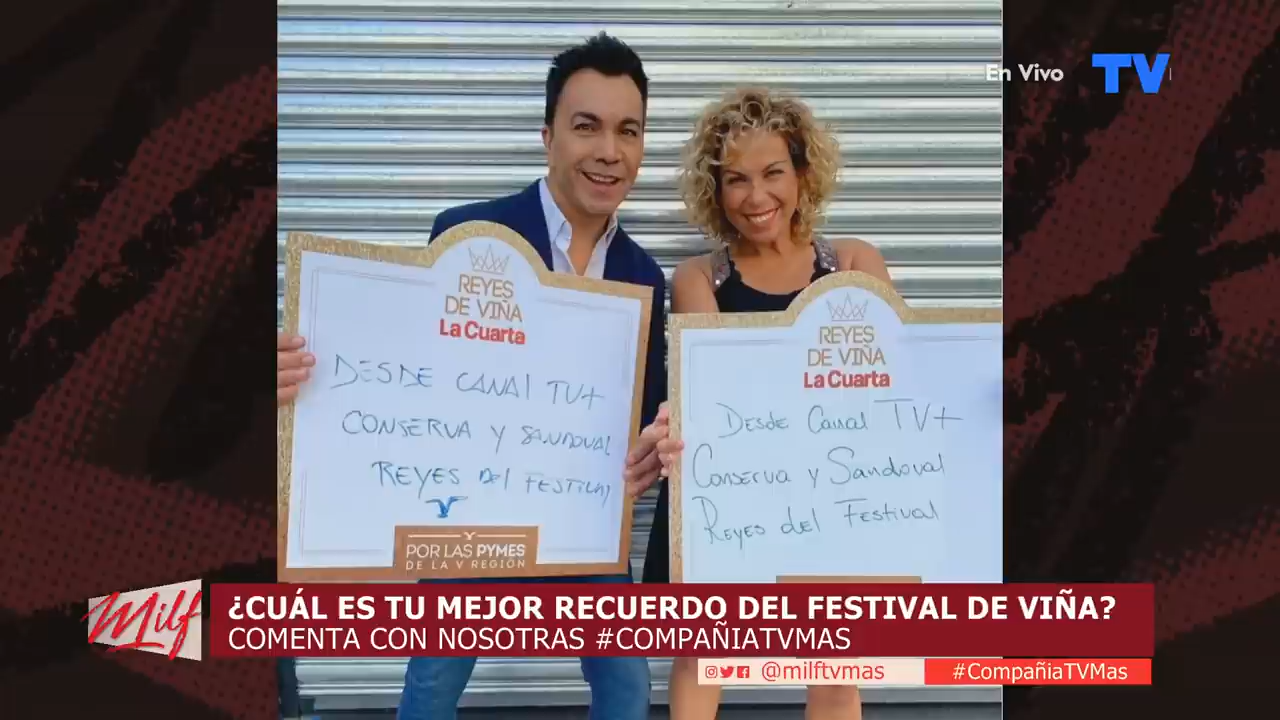 En Vivo
TV
REYES
DE VIÑA
La Cuarta
DESDE CANAl TV+
CONSERVA Y SANDOVAL
REYES DEl FESTIVAl
POR LAS PYMES
DE LA V REGIÓN
REYES
DE VIÑA
La Cuarta
Desde Canal TV+
Conserva y Sandoval
Reyes del Festival
Milf
¿CUÁL ES TU MEJOR RECUERDO DEL FESTIVAL DE VIÑA?
COMENTA CON NOSOTRAS #COMPAÑIATVMAS
@milftvmas
#CompañiaTVMas